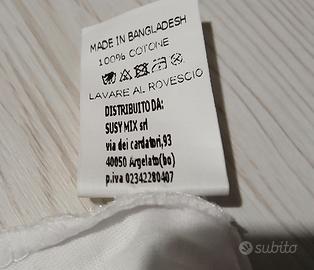 MADE IN BANGLADESH
100% COTONE
LAVARE AL ROVESCIO
DISTRIBUITO DA:
SUSY MIX srl
via dei cardatori,93
40050 Argelato(bo)
p.iva 02342280407
subito